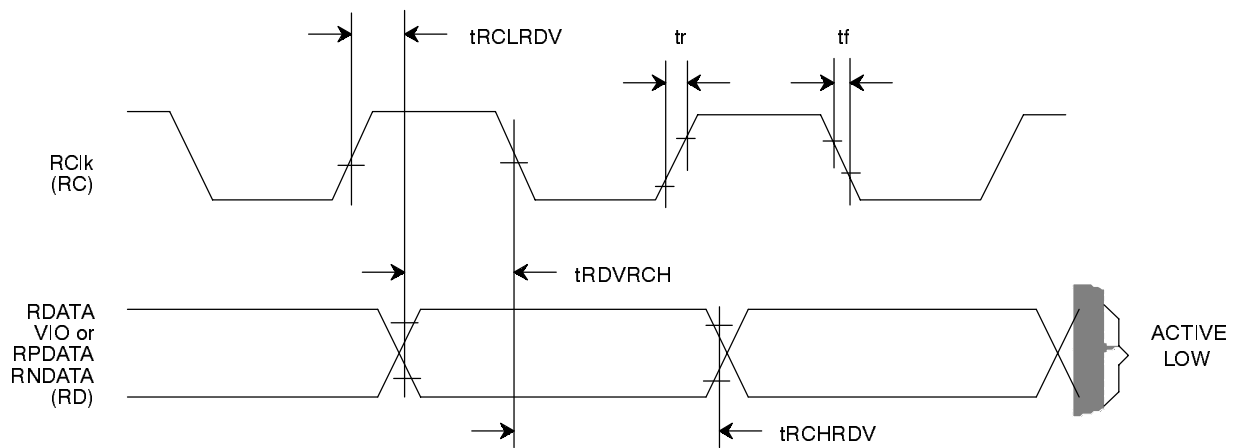 tRCLRDV
tr
tf
RClk
(RC)
tRDVRCH
RDATA
VIO or
RPDATA
RNDATA
(RD)
ACTIVE
LOW
tRCHRDV